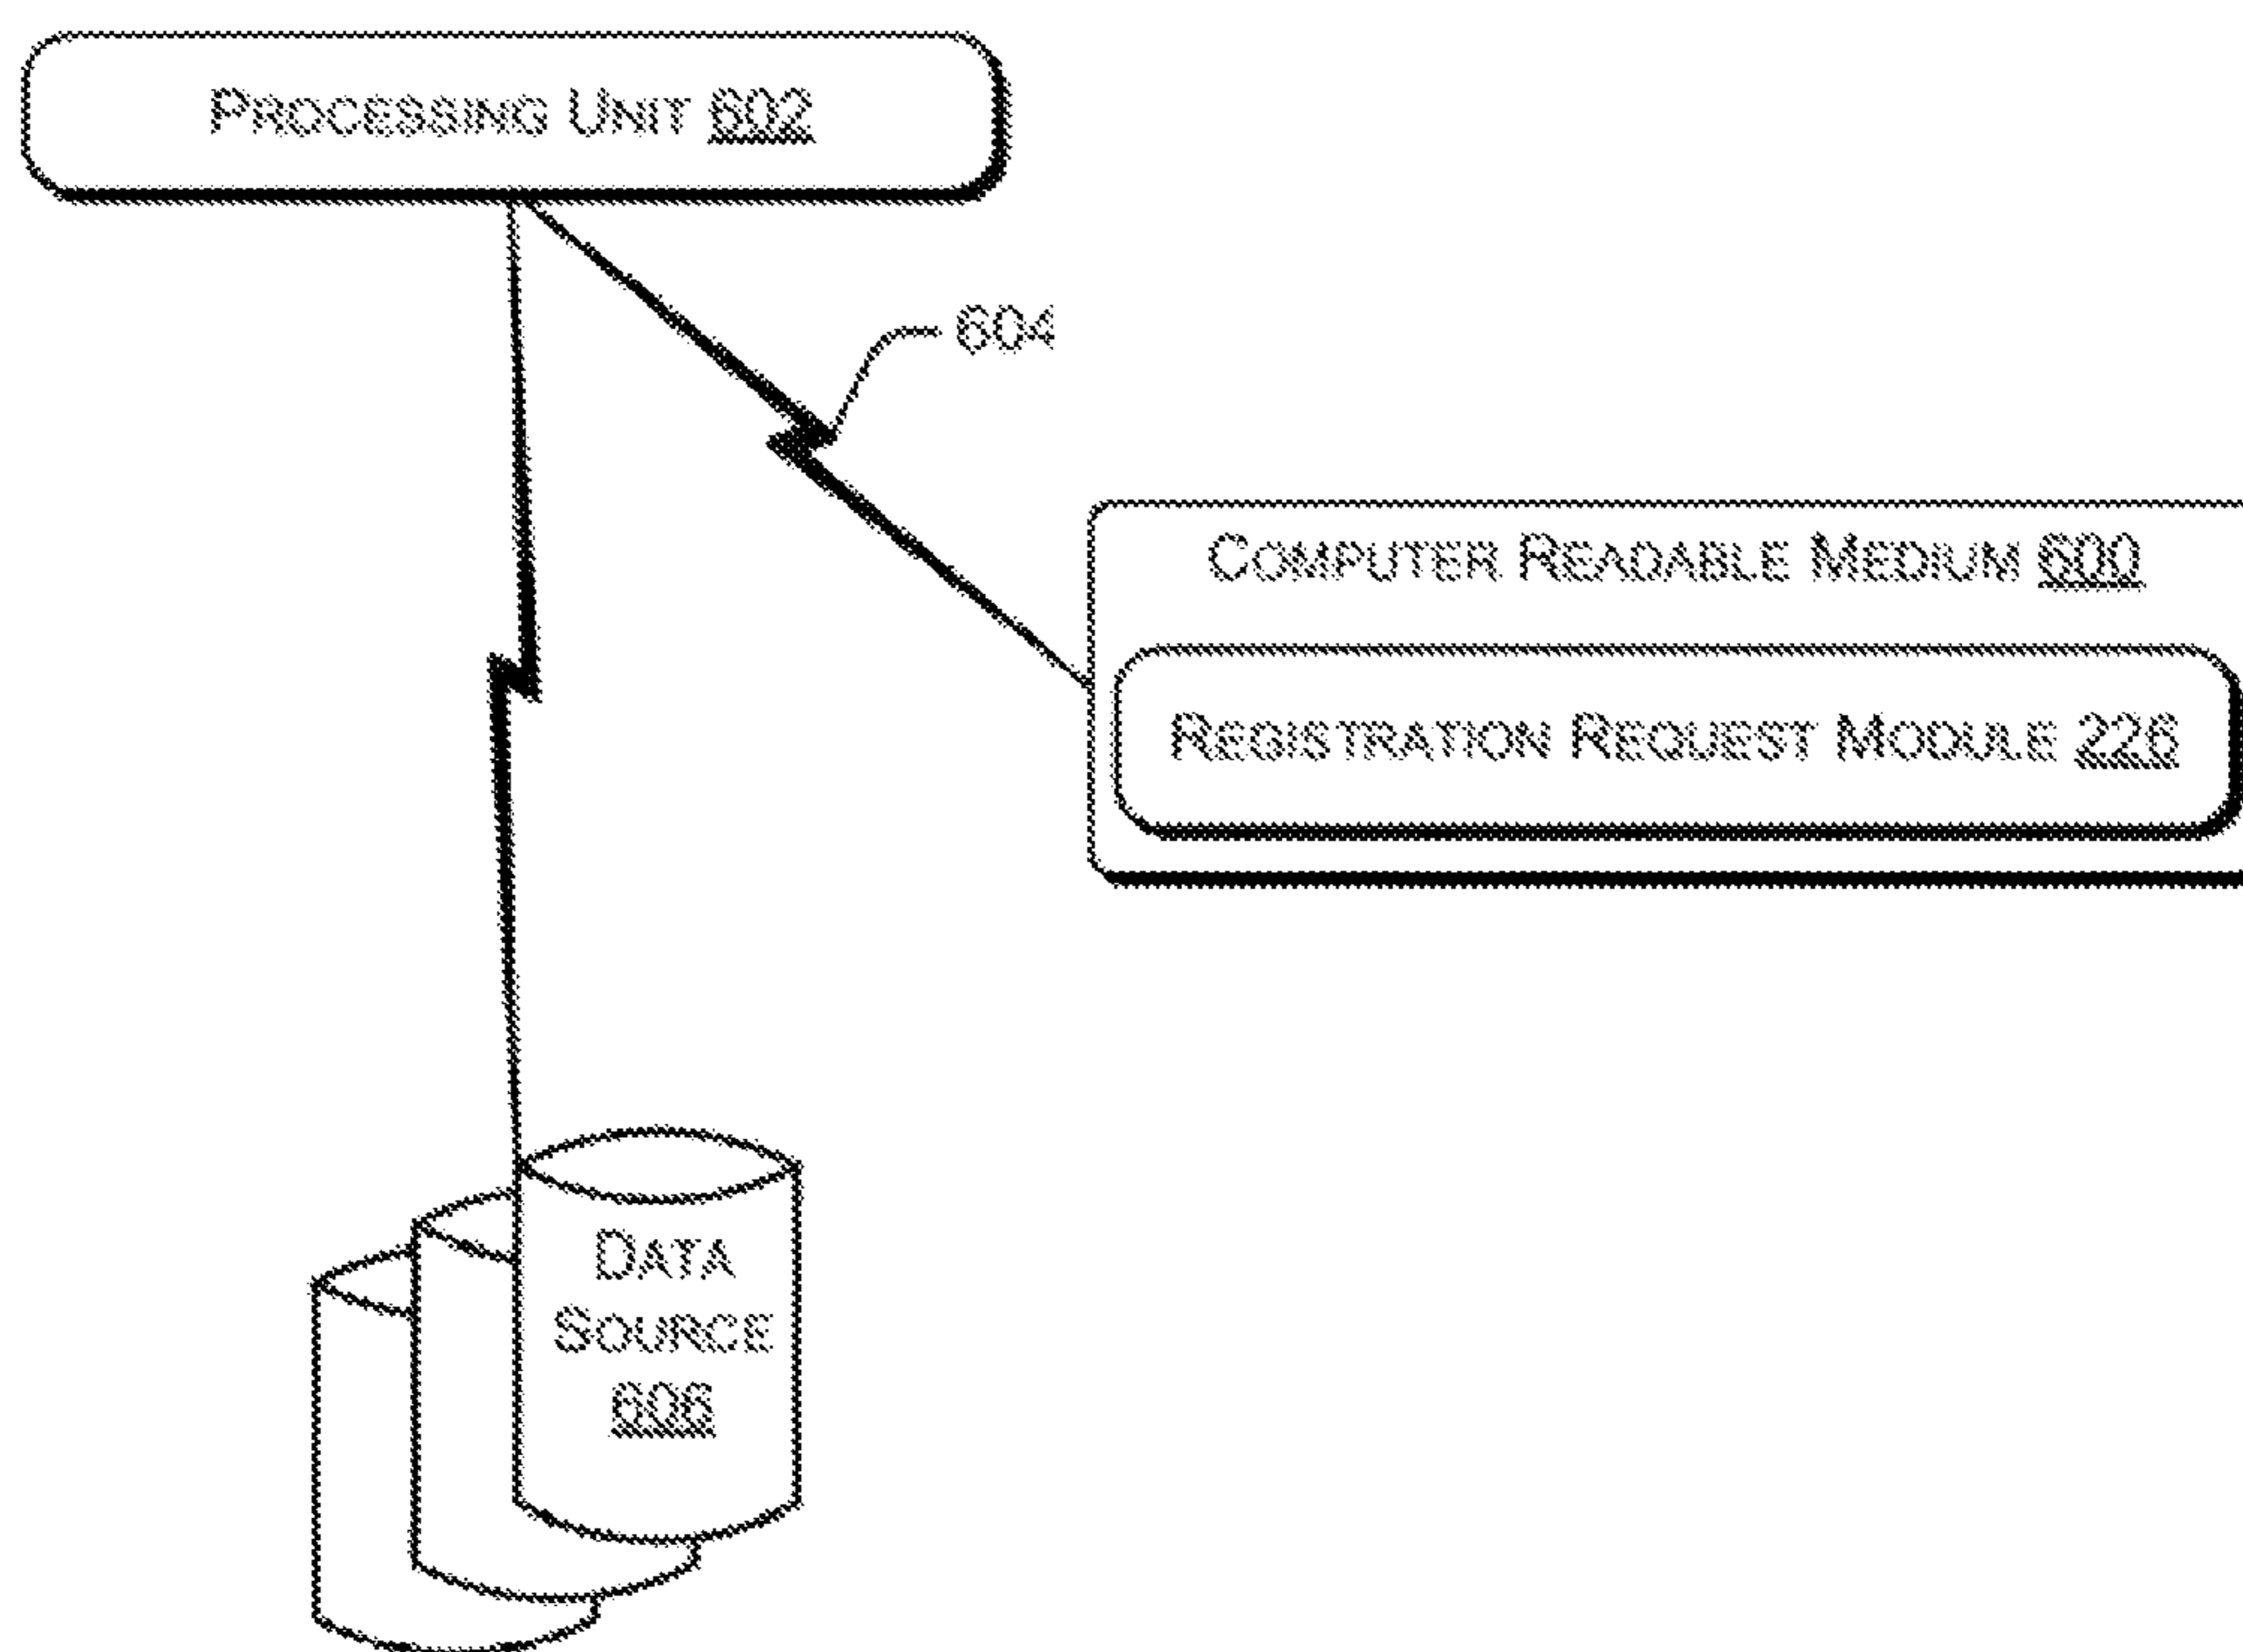 PROCESSING UNIT 602
604
COMPUTER READABLE MEDIUM 600
REGISTRATION REQUEST MODULE 226
DATA
SOURCE
606